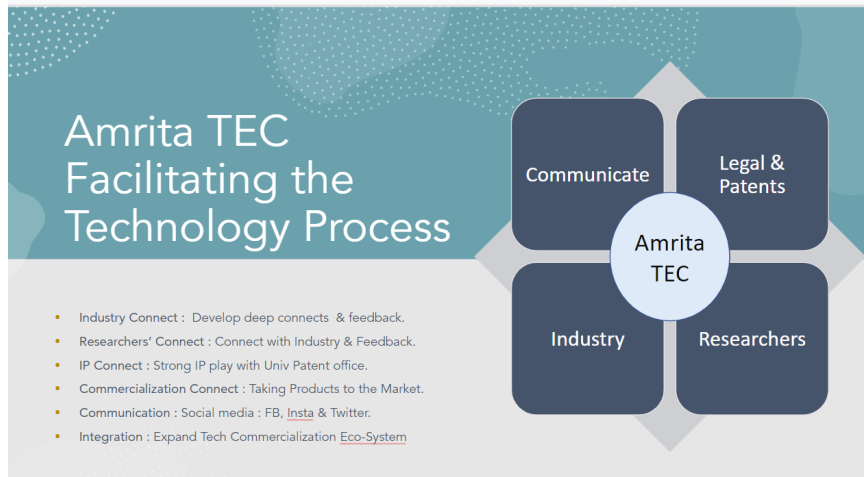 Amrita TEC
Facilitating the
Technology Process
Industry Connect : Develop deep connects & feedback.
Researchers' Connect : Connect with Industry & Feedback.
IP Connect : Strong IP play with Univ Patent office.
Commercialization Connect : Taking Products to the Market.
Communication : Social media : FB, Insta & Twitter.
Integration : Expand Tech Commercialization Eco-System
Communicate
Legal &
Patents
Amrita
TEC
Industry
Researchers